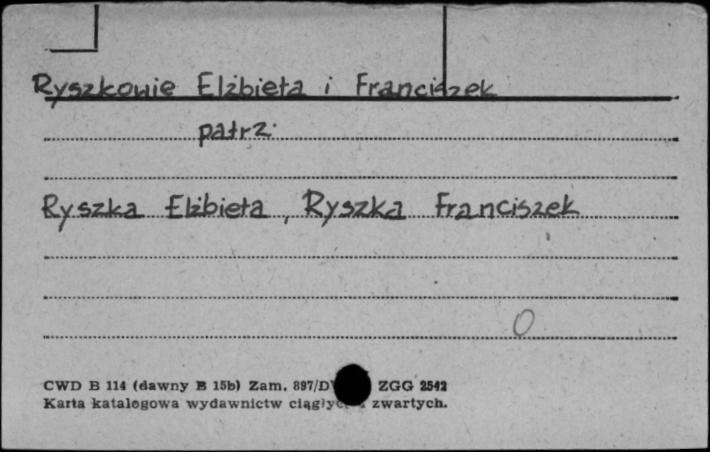 Ryszkowie Elżbieta i Franciszek
patrz
Ryszka Elżbieta, Ryszka Franciszek
0
CWD B 114 (dawny B 15b) Zam. 897/D ZGG 2542
Karta katalogowa wydawnictw zwartych.